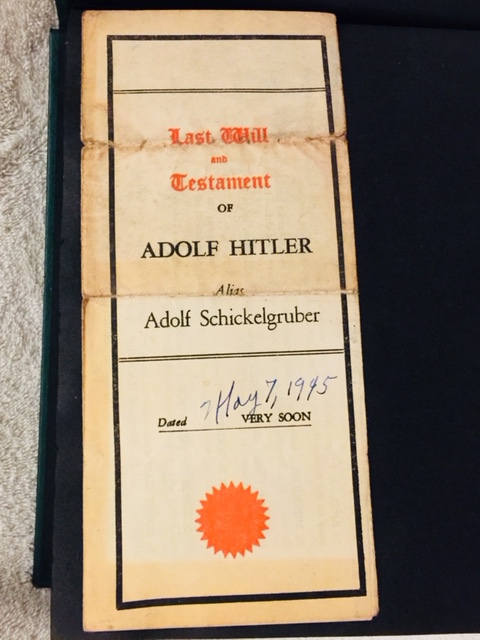 Last Will
and
Testament
OF
ADOLF HITLER
Alias
Adolf Schickelgruber
May 7, 1945
Dated VERY SOON